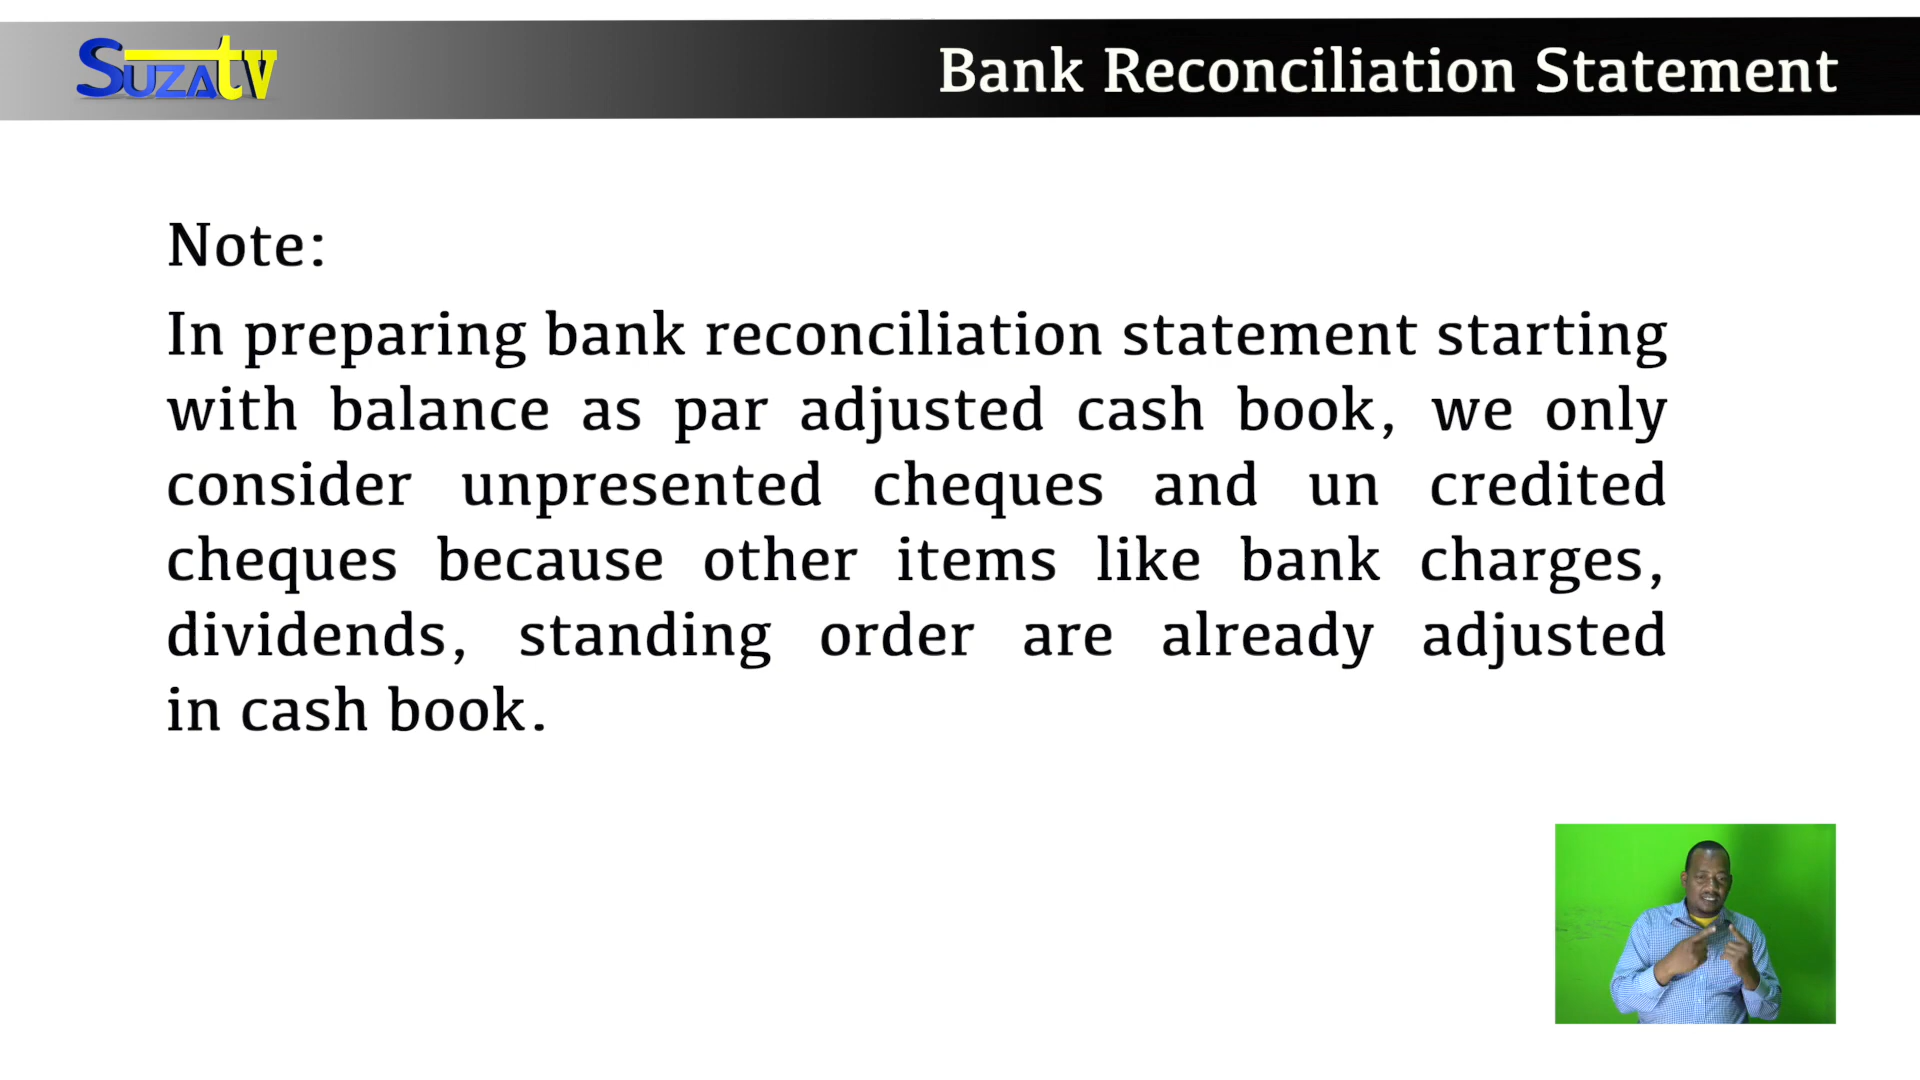 SUZAtv
Bank Reconciliation Statement
Note:
In preparing bank reconciliation statement starting
with balance as par adjusted cash book, we only
consider unpresented cheques and un credited
cheques because other items like bank charges,
dividends, standing order are already adjusted
in cash book.